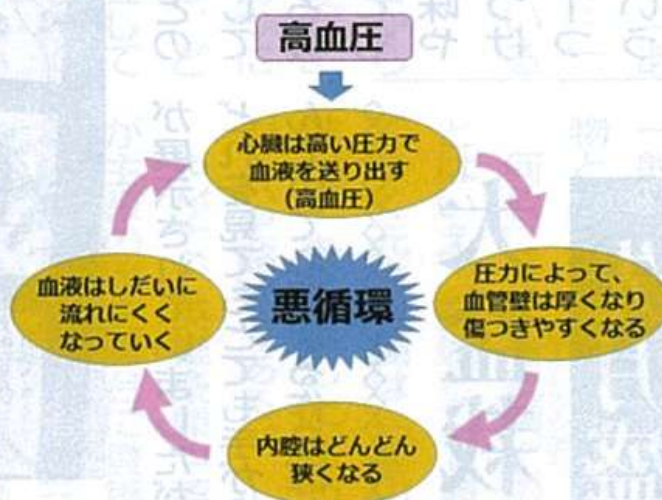 高血圧
心臓は高い圧力で
血液を送り出す
(高血圧)
圧力によって、
血管壁は厚くなり
傷つきやすくなる
内腔はどんどん
狭くなる
血液はしだいに
流れにくく
なっていく
悪循環